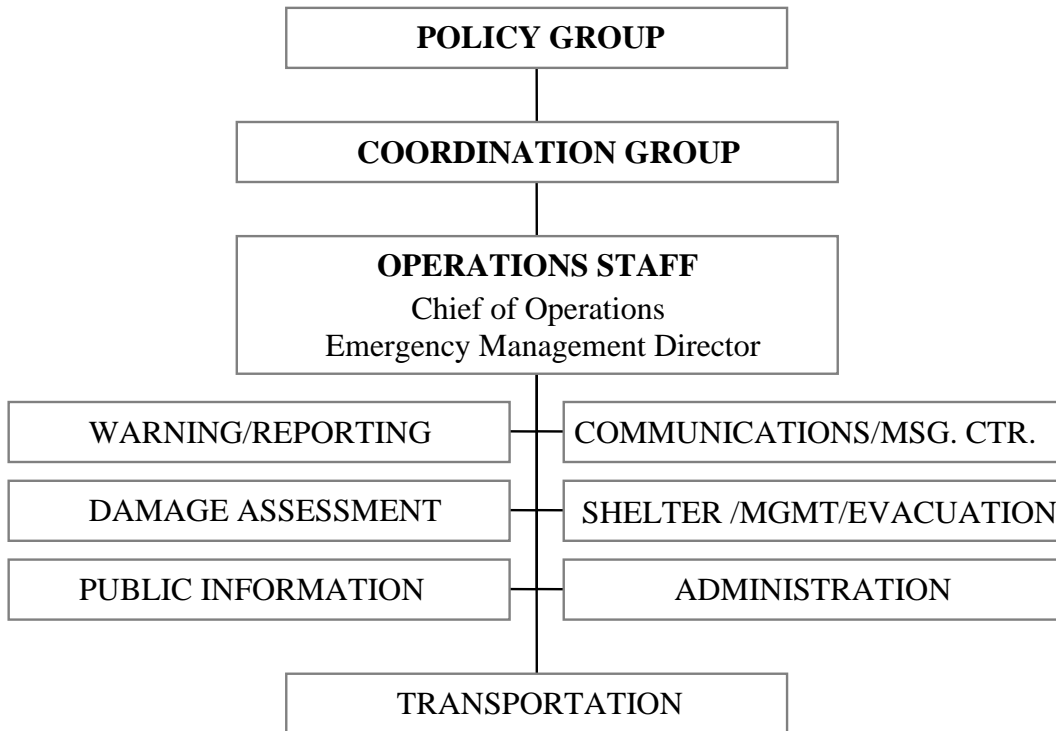 POLICY GROUP
COORDINATION GROUP
OPERATIONS STAFF
Chief of Operations
Emergency Management Director
WARNING/REPORTING
COMMUNICATIONS/MSG. CTR.
DAMAGE ASSESSMENT
SHELTER /MGMT/EVACUATION
PUBLIC INFORMATION
ADMINISTRATION
TRANSPORTATION